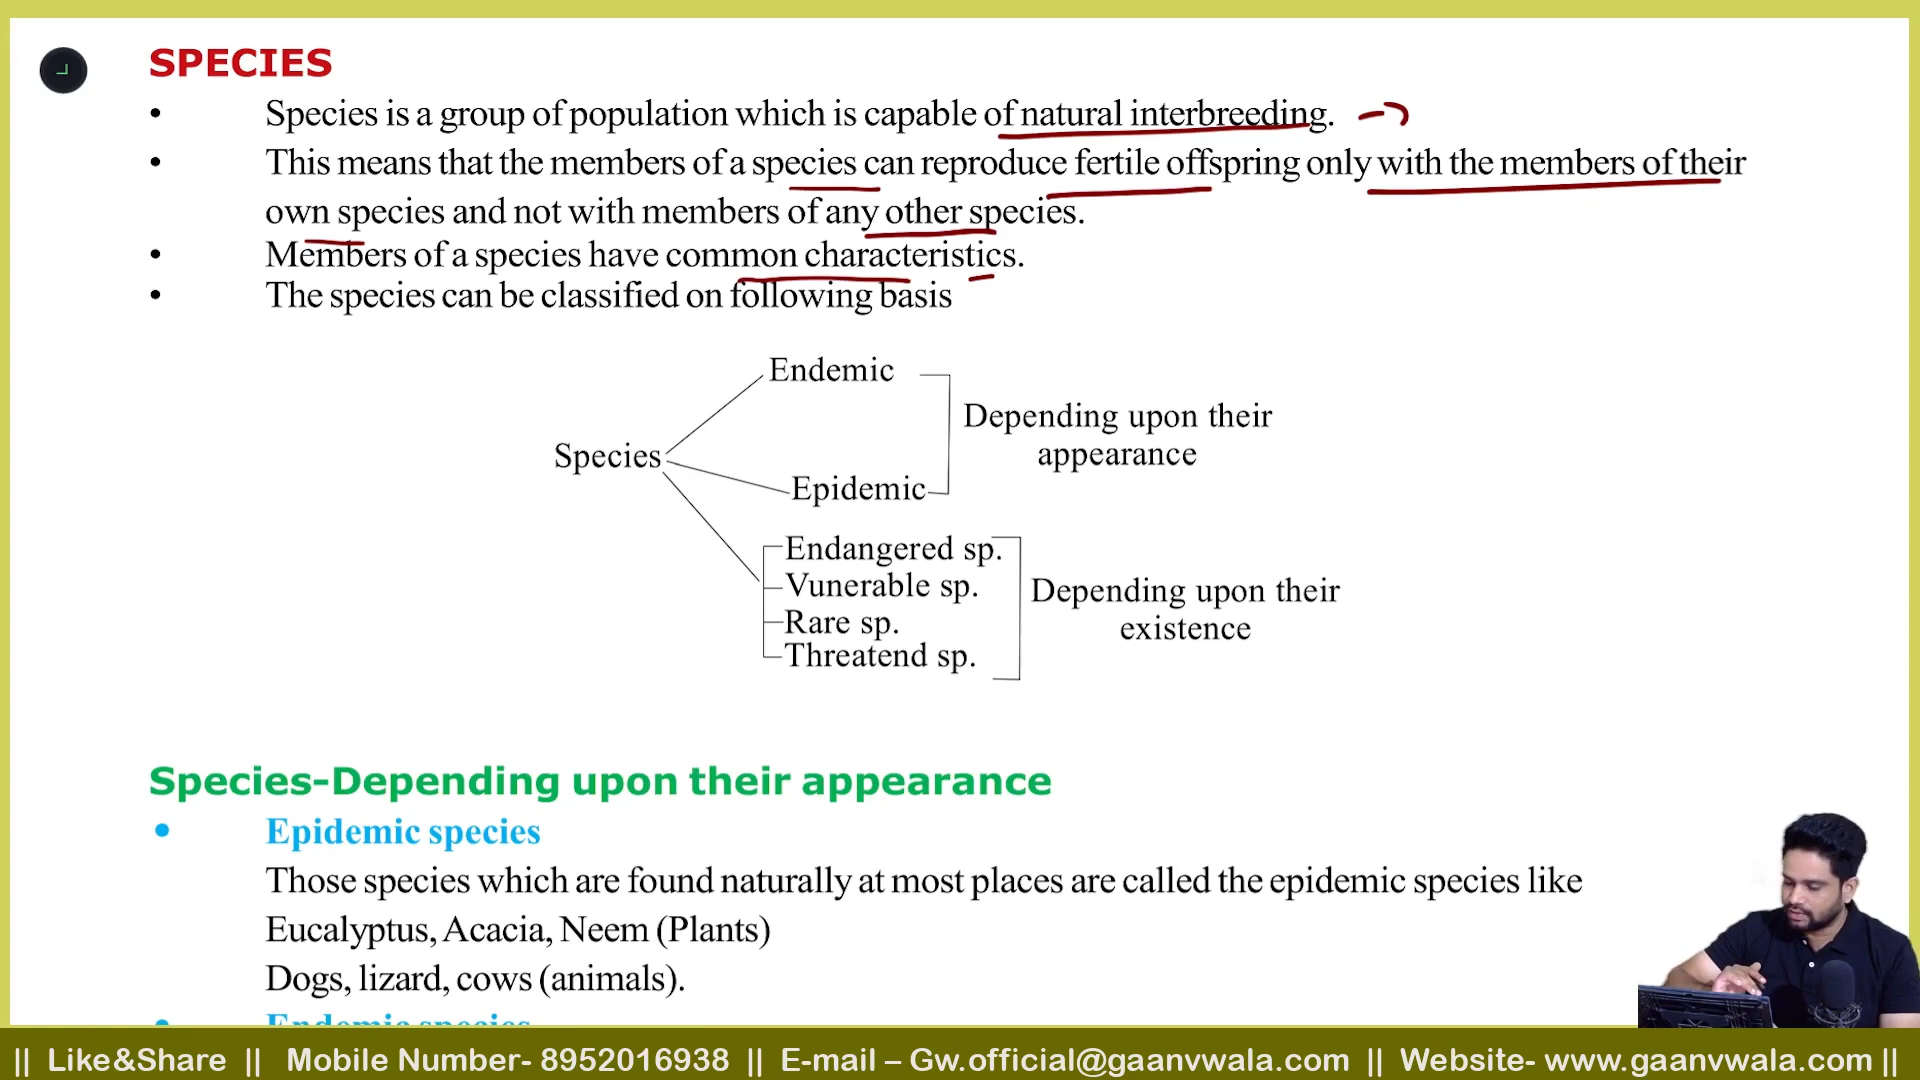 SPECIES
• Species is a group of population which is capable of natural interbreeding.
• This means that the members of a species can reproduce fertile offspring only with the members of their
own species and not with members of any other species.
• Members of a species have common characteristics.
• The species can be classified on following basis
Endemic
Depending upon their
appearance
Species
Epidemic
Endangered sp.
Vunerable sp.
Depending upon their
Rare sp.
existence
Threatend sp.
Species-Depending upon their appearance
• Epidemic species
Those species which are found naturally at most places are called the epidemic species like
Eucalyptus, Acacia, Neem (Plants)
Dogs, lizard, cows (animals).
• Endemic species
|| Like&Share || Mobile Number- 8952016938 || E-mail – Gw.official@gaanvwala.com || Website- www.gaanvwala.com ||